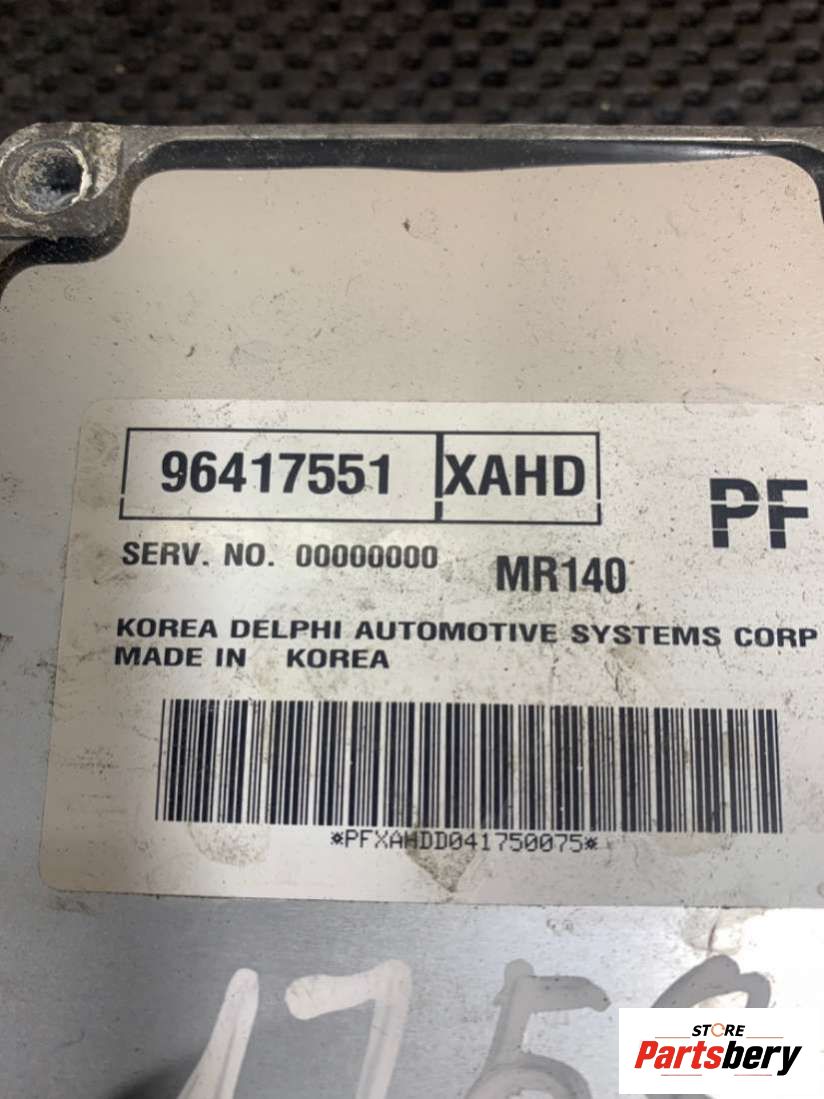 96417551 XAHD
PF
SERV. NO. 00000000 MR140
KOREA DELPHI AUTOMOTIVE SYSTEMS CORP
MADE IN KOREA
*PFXAHDD041750075*
STORE
Partsbery